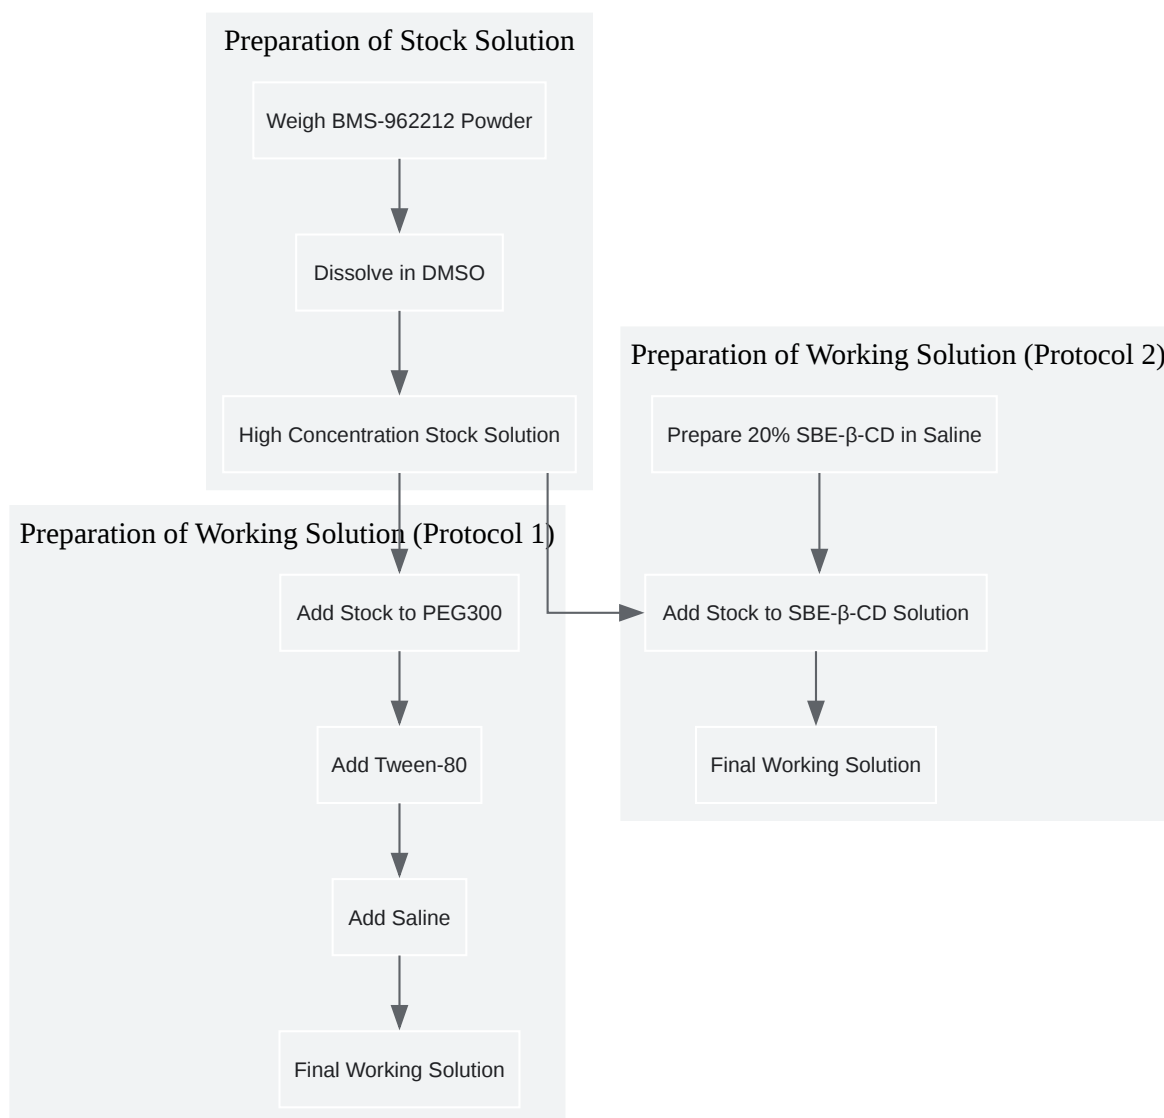 Preparation of Stock Solution
Weigh BMS-962212 Powder
Dissolve in DMSO
High Concentration Stock Solution
Preparation of Working Solution (Protocol 1)
Add Stock to PEG300
Add Tween-80
Add Saline
Final Working Solution
Preparation of Working Solution (Protocol 2)
Prepare 20% SBE-β-CD in Saline
Add Stock to SBE-β-CD Solution
Final Working Solution